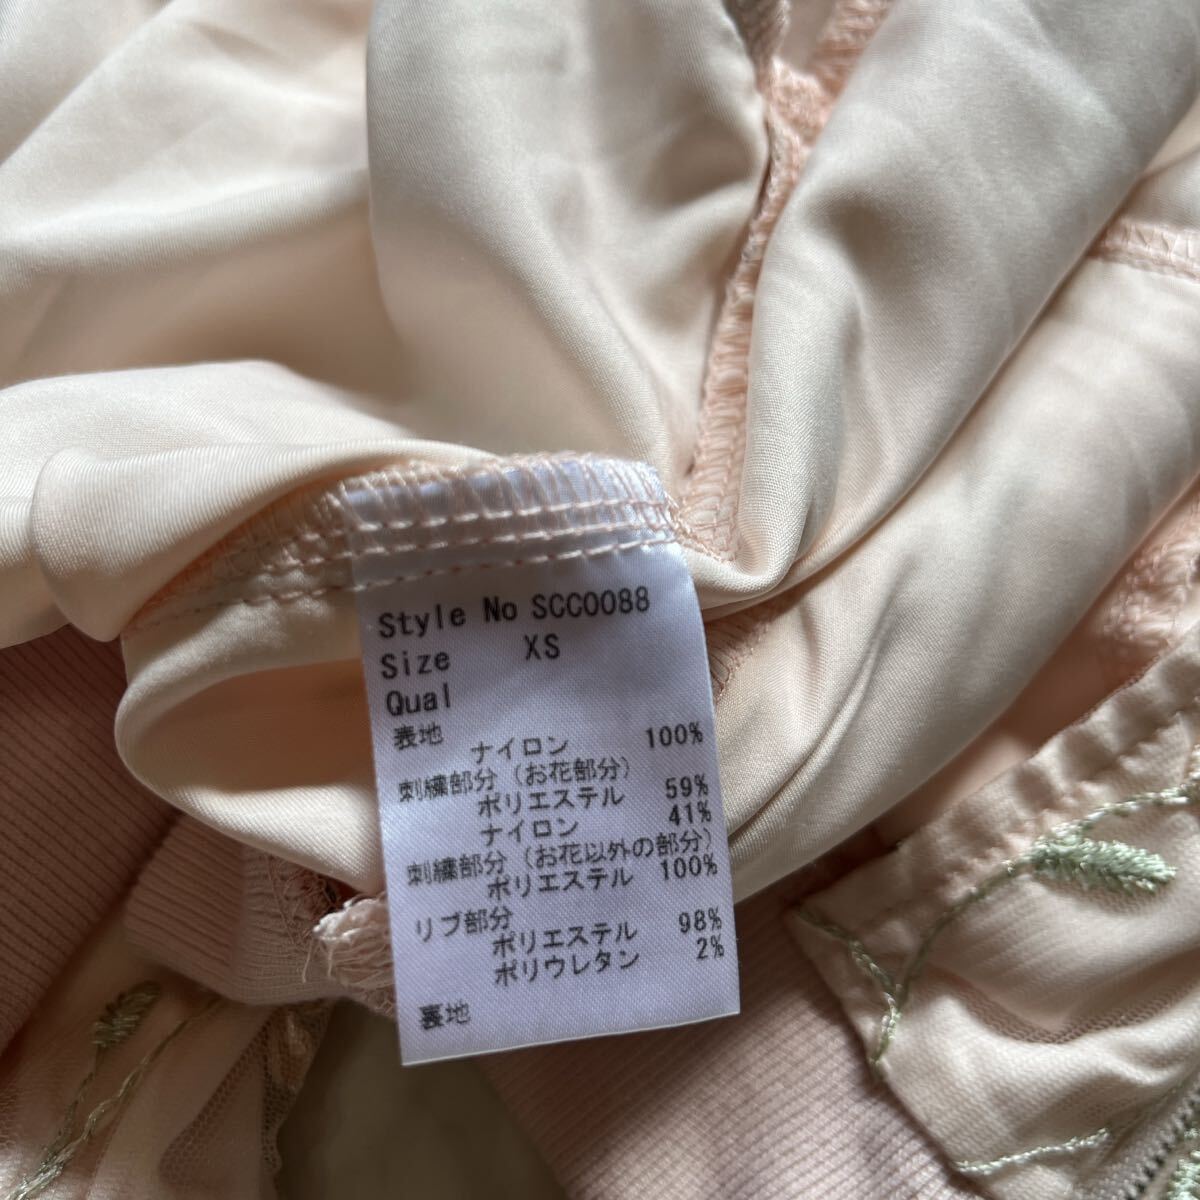 Style No SCC0088
Size XS
Qual
表地
ナイロン 100%
刺繍部分（お花部分）
ポリエステル 59%
ナイロン 41%
刺繍部分（お花以外の部分）
ポリエステル 100%
リブ部分
ポリエステル 98%
ポリウレタン 2%
裏地